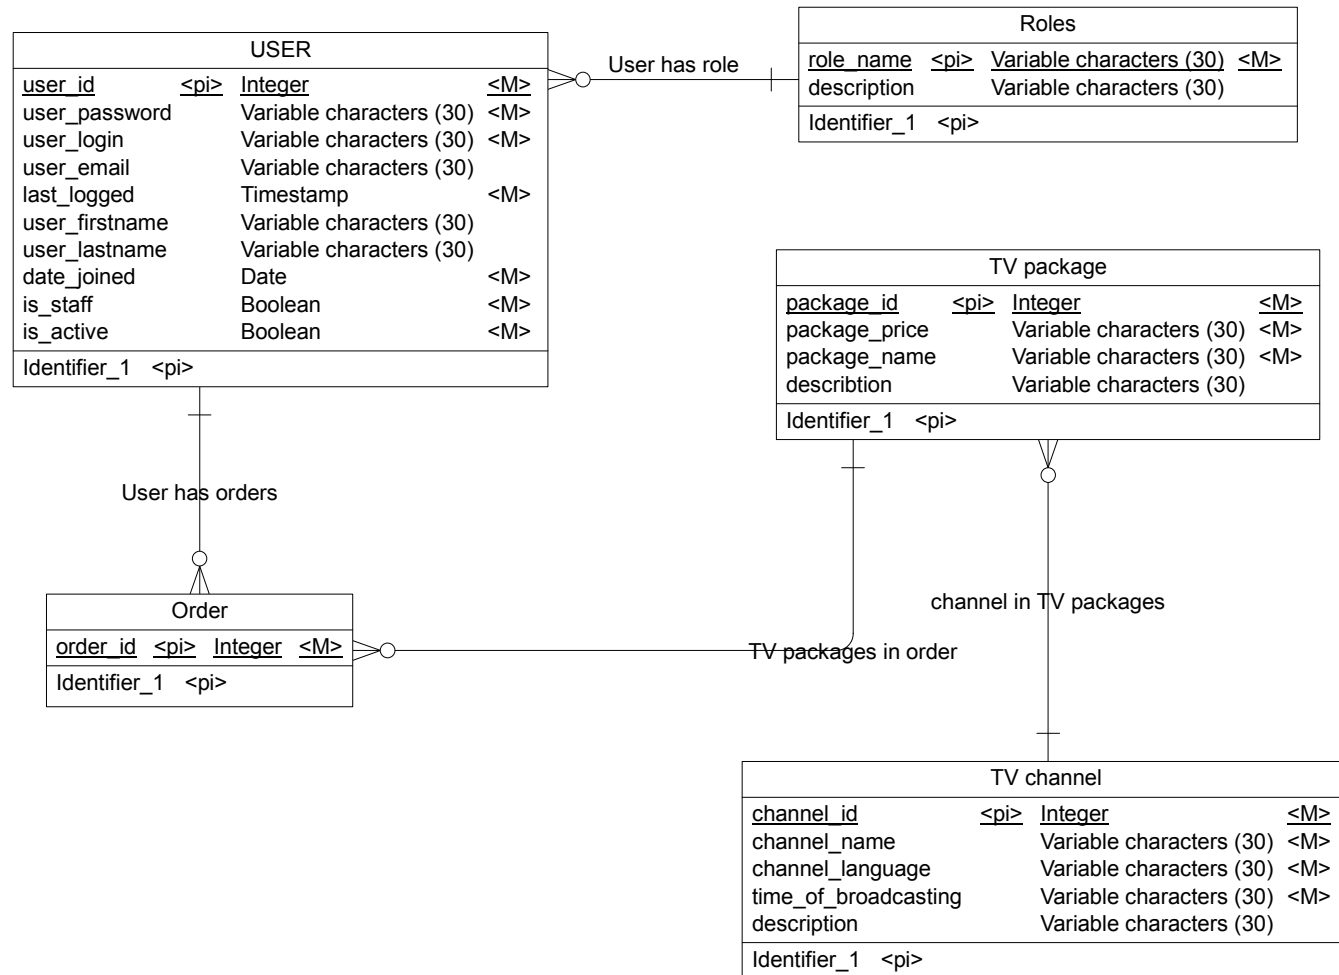 USER
user_id <pi> Integer <M>
user_password Variable characters (30) <M>
user_login Variable characters (30) <M>
user_email Variable characters (30)
last_logged Timestamp <M>
user_firstname Variable characters (30)
user_lastname Variable characters (30)
date_joined Date <M>
is_staff Boolean <M>
is_active Boolean <M>
Identifier_1 <pi>
User has role
Roles
role_name <pi> Variable characters (30) <M>
description Variable characters (30)
Identifier_1 <pi>
TV package
package_id <pi> Integer <M>
package_price Variable characters (30) <M>
package_name Variable characters (30) <M>
describtion Variable characters (30)
Identifier_1 <pi>
User has orders
Order
order_id <pi> Integer <M>
Identifier_1 <pi>
channel in TV packages
TV packages in order
TV channel
channel_id <pi> Integer <M>
channel_name Variable characters (30) <M>
channel_language Variable characters (30) <M>
time_of_broadcasting Variable characters (30) <M>
description Variable characters (30)
Identifier_1 <pi>